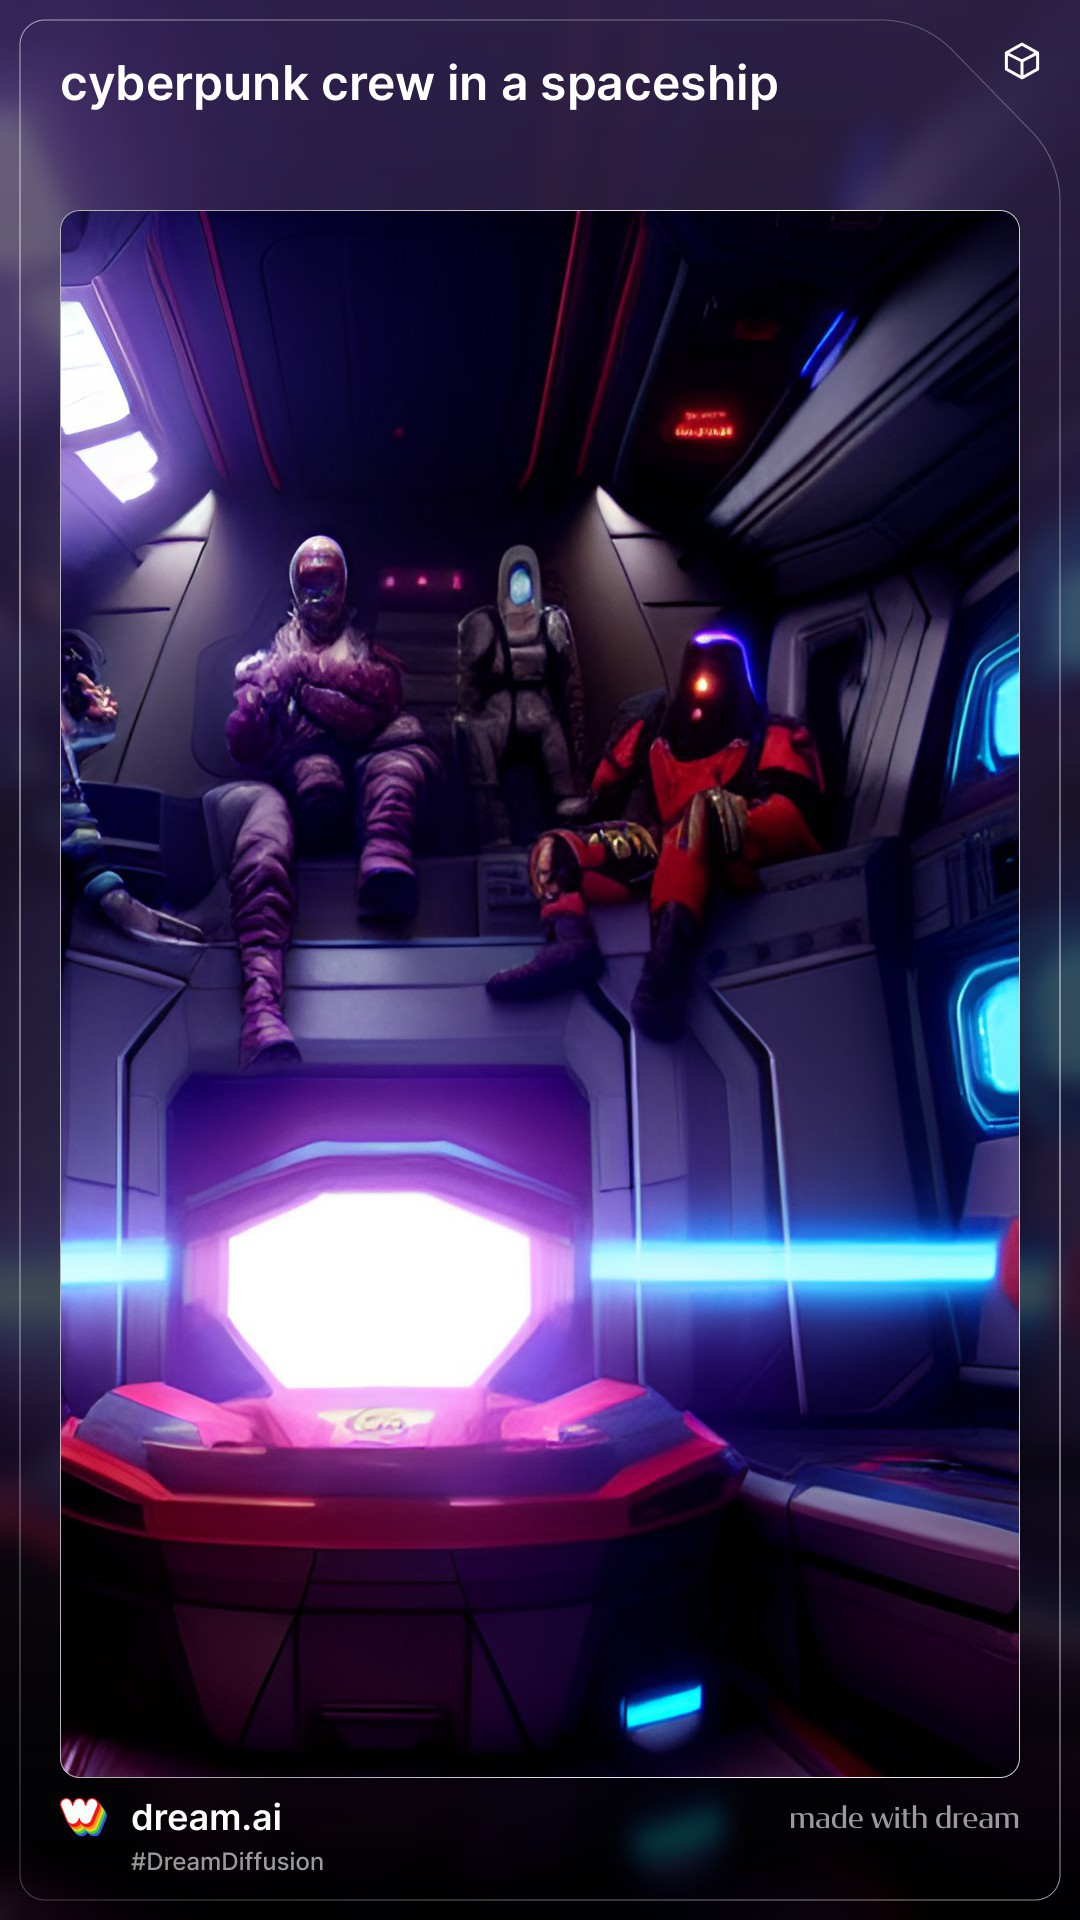 cyberpunk crew in a spaceship
dream.ai
made with dream
#DreamDiffusion